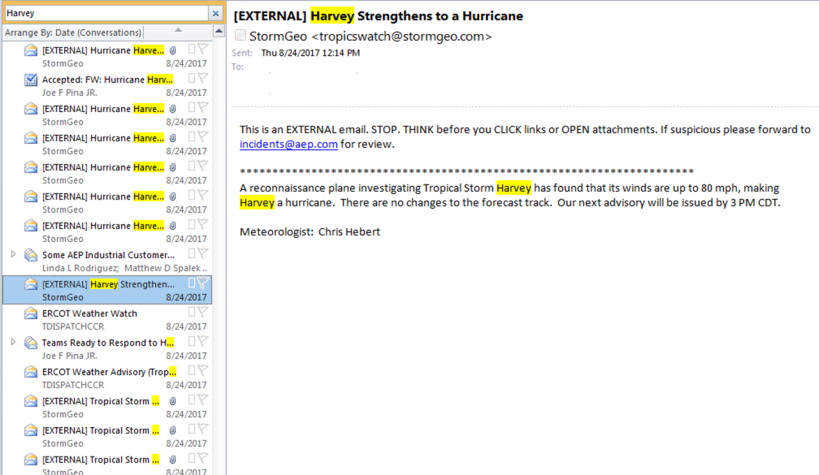 Harvey
Arrange By: Date (Conversations)
[EXTERNAL] Hurricane Harve...
StormGeo 8/24/2017
Accepted: FW: Hurricane Harv...
Joe F Pina JR. 8/24/2017
[EXTERNAL] Hurricane Harve...
StormGeo 8/24/2017
[EXTERNAL] Hurricane Harve...
StormGeo 8/24/2017
[EXTERNAL] Hurricane Harve...
StormGeo 8/24/2017
[EXTERNAL] Hurricane Harve...
StormGeo 8/24/2017
[EXTERNAL] Hurricane Harve...
StormGeo 8/24/2017
Some AEP Industrial Customer...
Linda L Rodriguez; Matthew D Spalek ..
[EXTERNAL] Harvey Strengthen...
StormGeo 8/24/2017
ERCOT Weather Watch
TDISPATCHCCR 8/24/2017
Teams Ready to Respond to H...
Joe F Pina JR. 8/24/2017
ERCOT Weather Advisory (Trop...
TDISPATCHCCR 8/24/2017
[EXTERNAL] Tropical Storm ...
StormGeo 8/24/2017
[EXTERNAL] Tropical Storm ...
StormGeo 8/24/2017
[EXTERNAL] Tropical Storm ...
StormGeo 8/24/2017
[EXTERNAL] Harvey Strengthens to a Hurricane
StormGeo <tropicswatch@stormgeo.com>
Sent: Thu 8/24/2017 12:14 PM
To:
This is an EXTERNAL email. STOP. THINK before you CLICK links or OPEN attachments. If suspicious please forward to
incidents@aep.com for review.
A reconnaissance plane investigating Tropical Storm Harvey has found that its winds are up to 80 mph, making
Harvey a hurricane. There are no changes to the forecast track. Our next advisory will be issued by 3 PM CDT.
Meteorologist: Chris Hebert